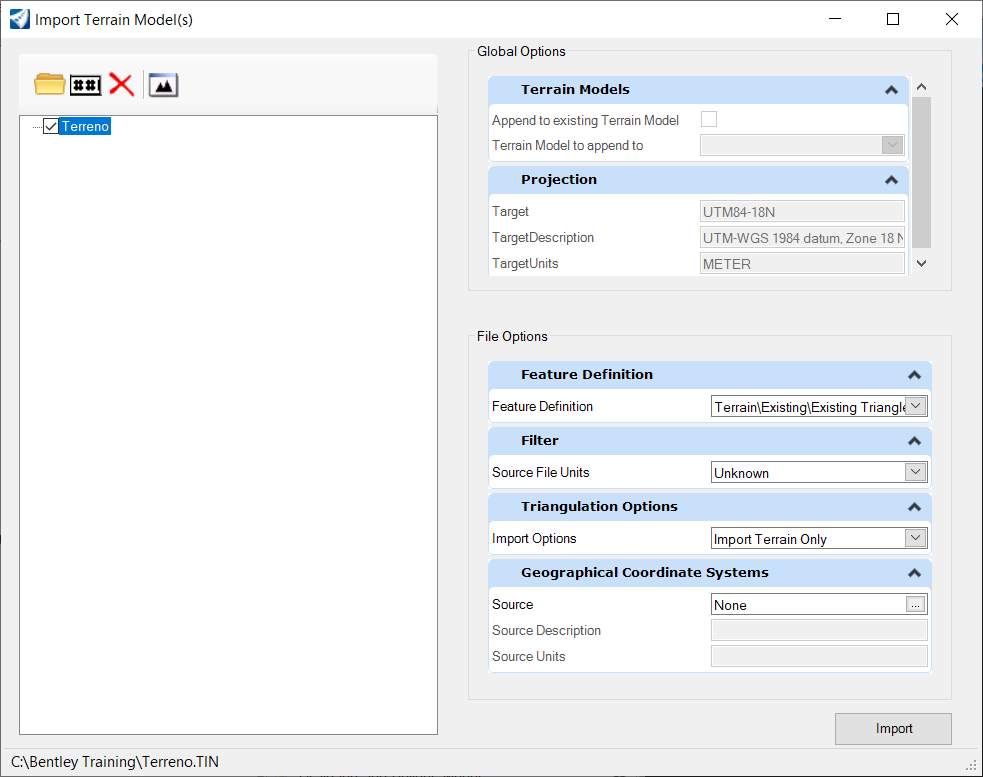 Import Terrain Model(s)
Terreno
Global Options
Terrain Models
Append to existing Terrain Model
Terrain Model to append to
Projection
Target UTM84-18N
TargetDescription UTM-WGS 1984 datum, Zone 18 N
TargetUnits METER
File Options
Feature Definition
Feature Definition Terrain\Existing\Existing Triangle
Filter
Source File Units Unknown
Triangulation Options
Import Options Import Terrain Only
Geographical Coordinate Systems
Source None ...
Source Description
Source Units
Import
C:\Bentley Training\Terreno.TIN